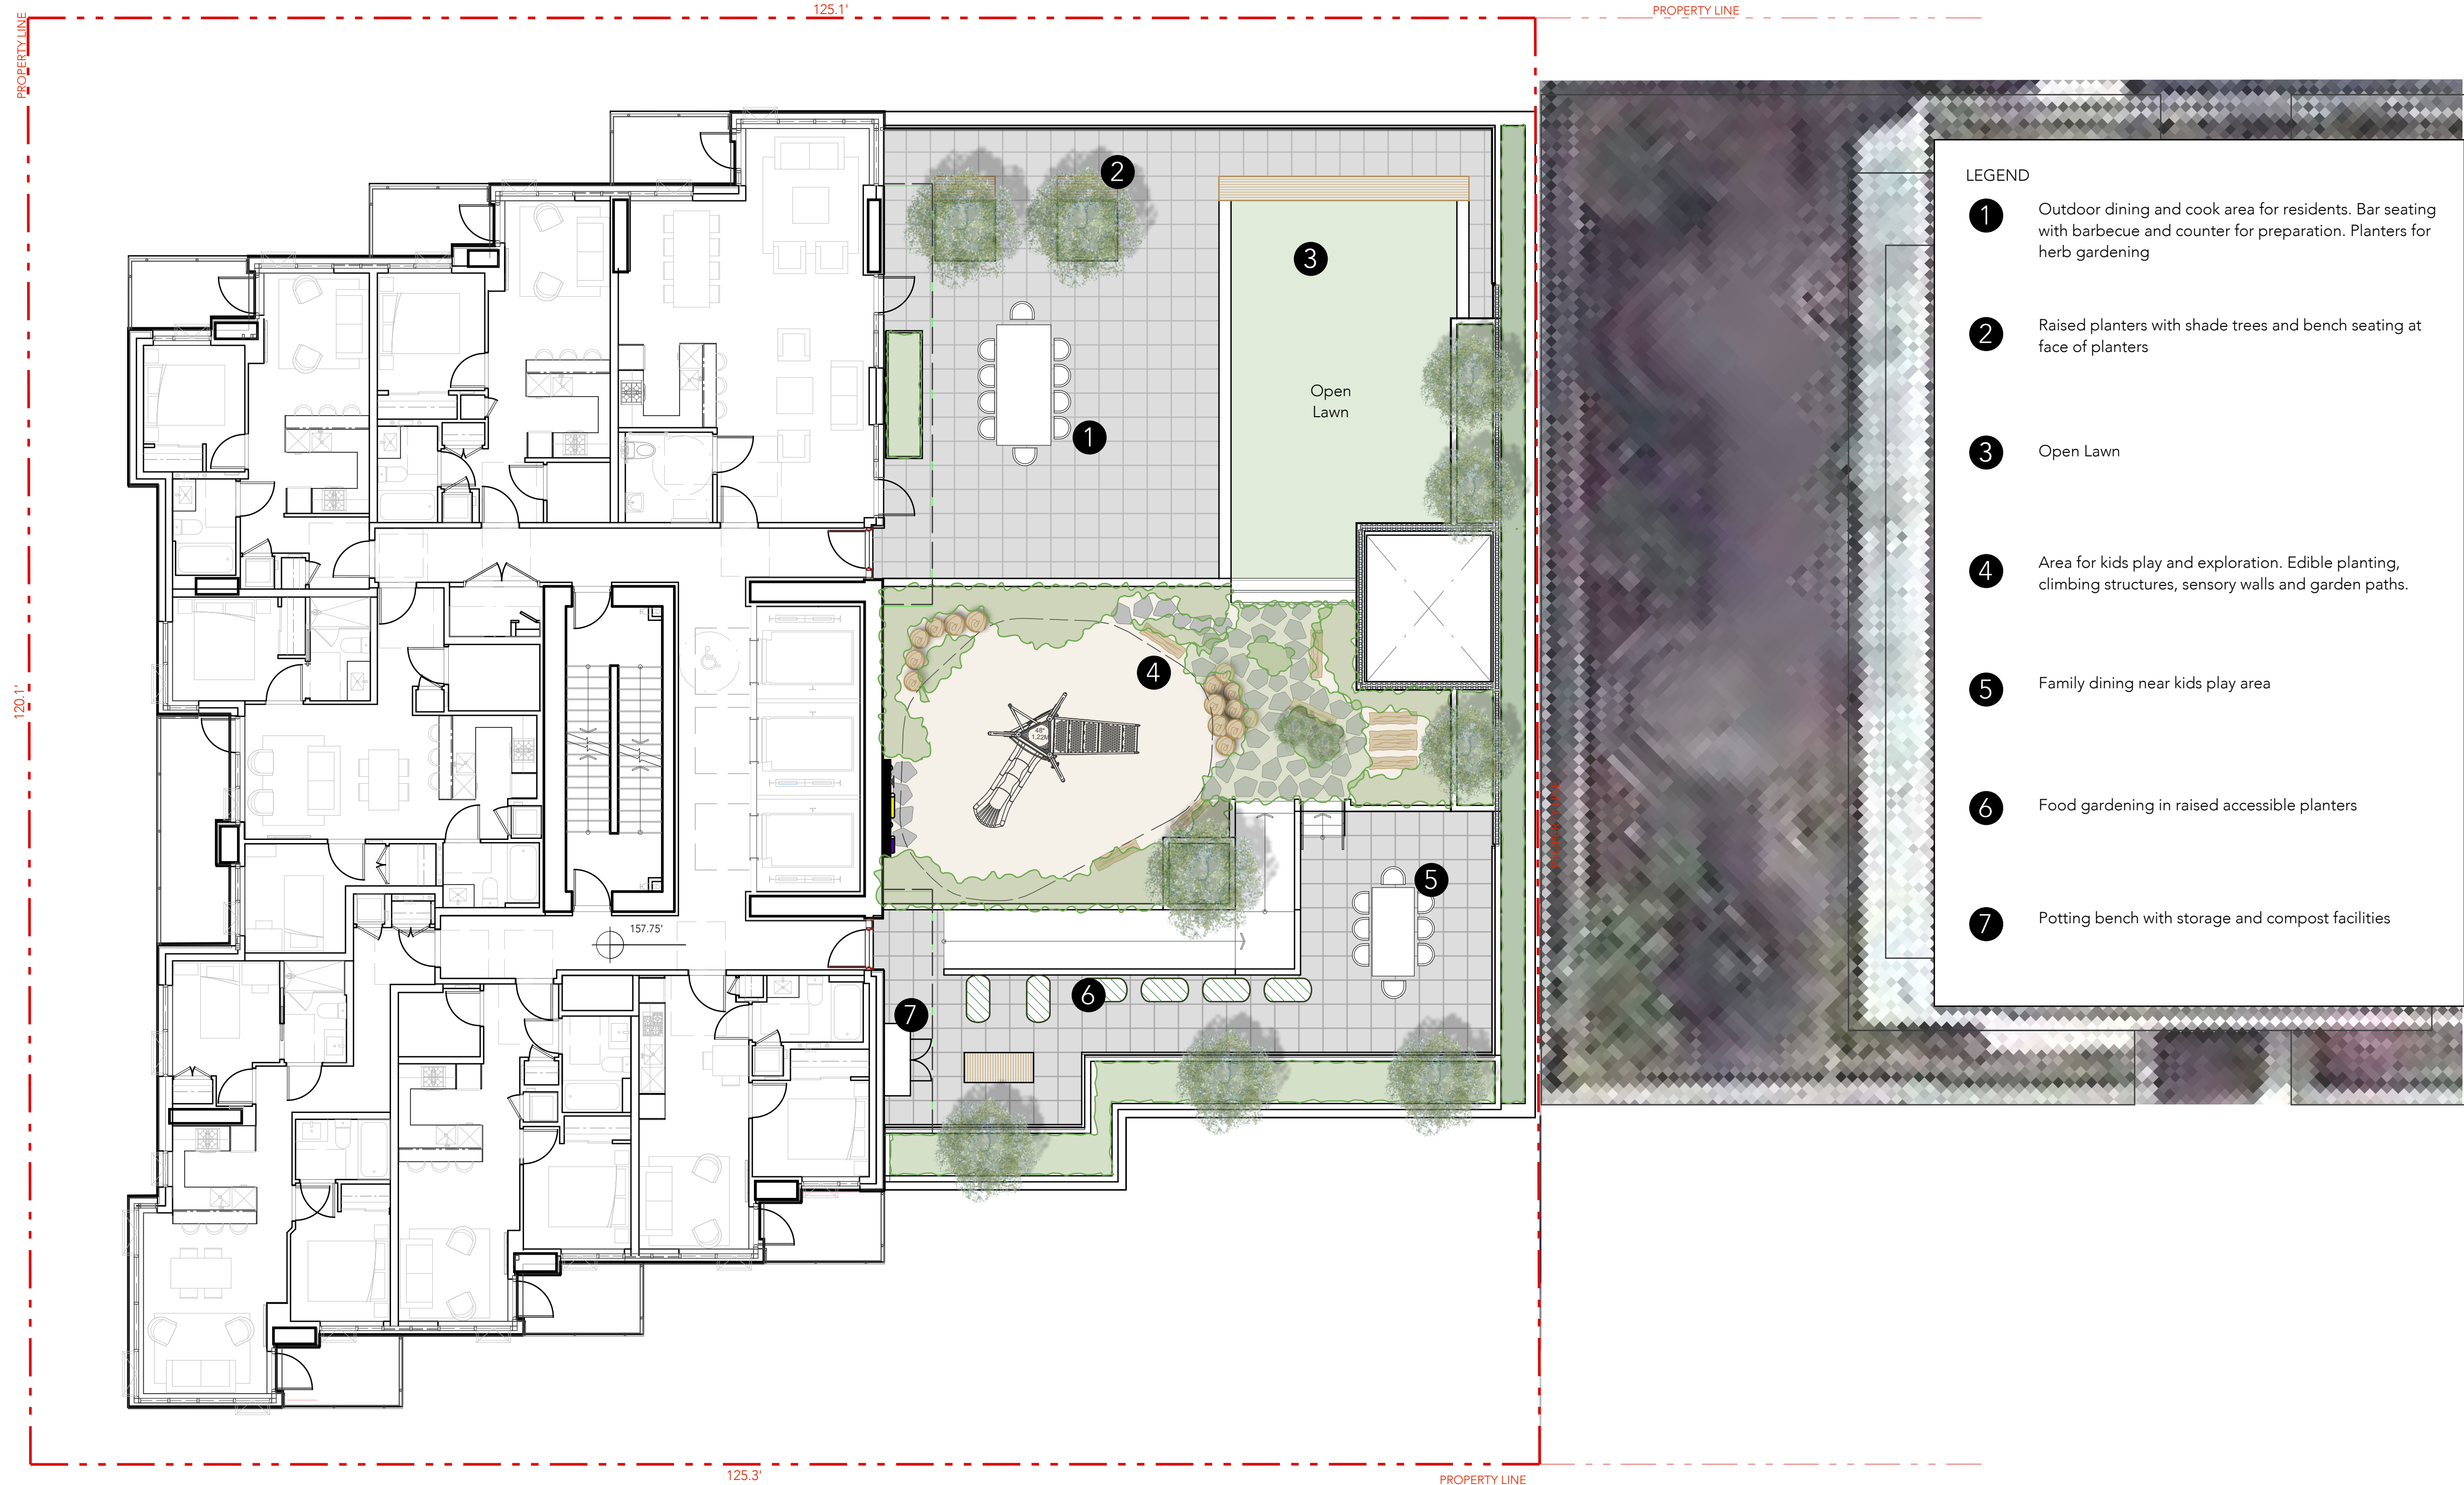 125.1'
PROPERTY LINE
PROPERTY LINE
LEGEND
1
Outdoor dining and cook area for residents. Bar seating
with barbecue and counter for preparation. Planters for
herb gardening
2
Raised planters with shade trees and bench seating at
face of planters
3
Open Lawn
4
Area for kids play and exploration. Edible planting,
climbing structures, sensory walls and garden paths.
5
Family dining near kids play area
6
Food gardening in raised accessible planters
7
Potting bench with storage and compost facilities
2
3
Open
Lawn
1
4
48"
1.22M
120.1'
PROPERTY LINE
5
157.75'
6
7
125.3'
PROPERTY LINE